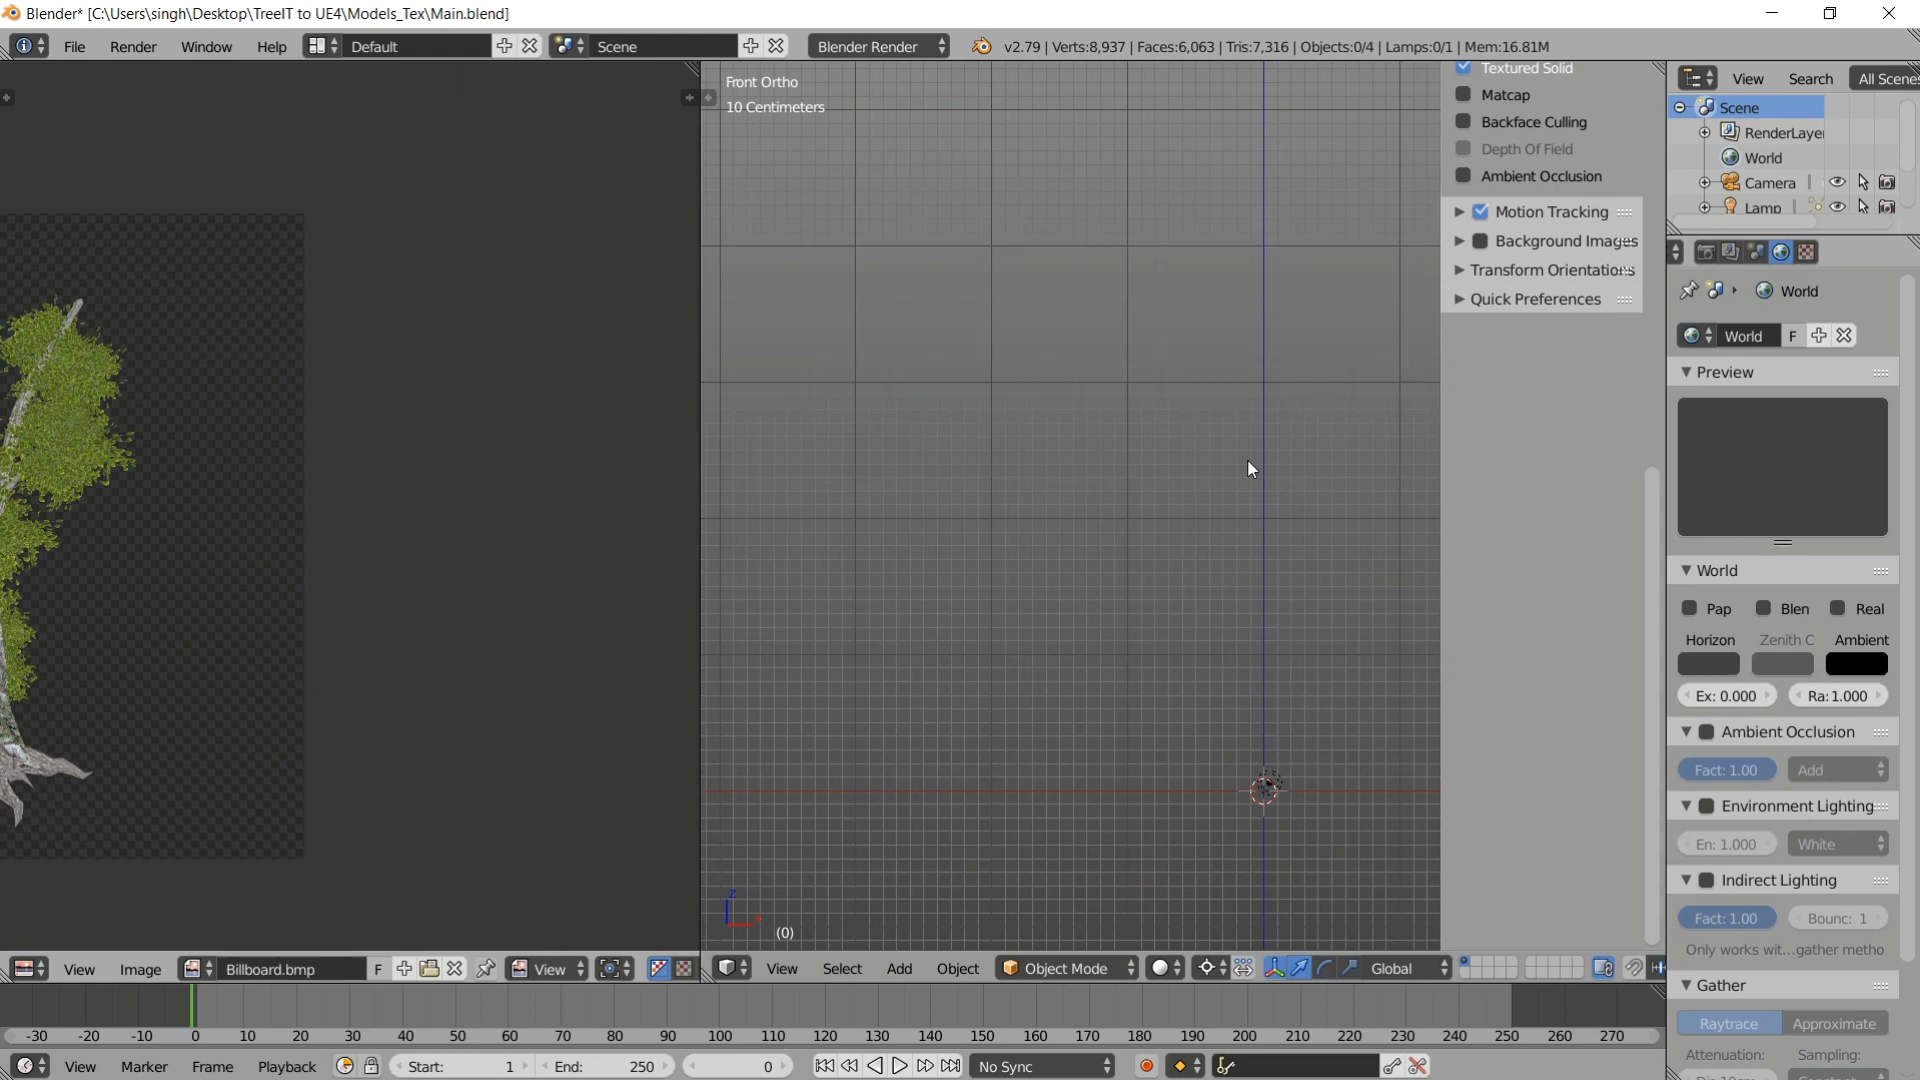 Blender* [C:\Users\singh\Desktop\TreeIT to UE4\Models_Tex\Main.blend]
File Render Window Help Default Scene Blender Render v2.79 | Verts:8,937 | Faces:6,063 | Tris:7,316 | Objects:0/4 | Lamps:0/1 | Mem:16.81M
Front Ortho
10 Centimeters
Textured Solid
Matcap
Backface Culling
Depth Of Field
Ambient Occlusion
Motion Tracking
Background Images
Transform Orientations
Quick Preferences
View Search All Scenes
Scene
RenderLayer
World
Camera
Lamp
World
World F
Preview
World
Pap Blen Real
Horizon Zenith C Ambient
Ex: 0.000 Ra: 1.000
Ambient Occlusion
Fact: 1.00 Add
Environment Lighting
En: 1.000 White
Indirect Lighting
Fact: 1.00 Bounc: 1
Only works wit...gather metho
Gather
Raytrace Approximate
Attenuation: Sampling:
z
x
(0)
View Image Billboard.bmp F View
View Select Add Object Object Mode Global
-30 -20 -10 0 10 20 30 40 50 60 70 80 90 100 110 120 130 140 150 160 170 180 190 200 210 220 230 240 250 260 270
View Marker Frame Playback Start: 1 End: 250 0 No Sync